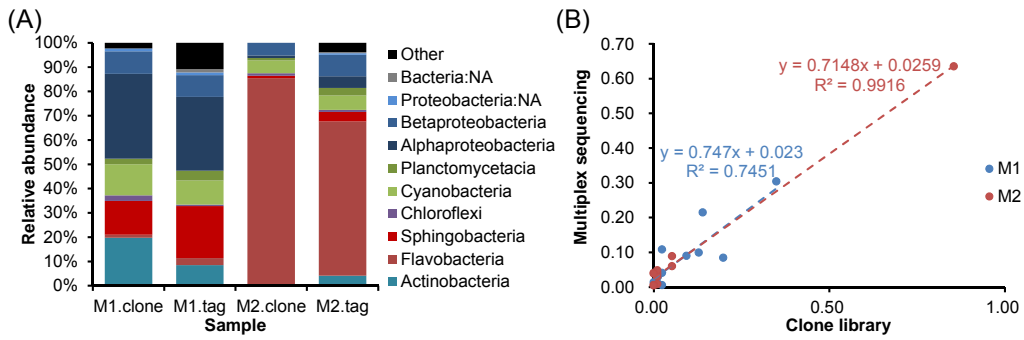 (A)
Relative abundance
100%
90%
80%
70%
60%
50%
40%
30%
20%
10%
0%
M1.clone M1.tag M2.clone M2.tag
Sample
Other
Bacteria:NA
Proteobacteria:NA
Betaproteobacteria
Alphaproteobacteria
Planctomycetacia
Cyanobacteria
Chloroflexi
Sphingobacteria
Flavobacteria
Actinobacteria
(B)
Multiplex sequencing
0.70
0.60
0.50
0.40
0.30
0.20
0.10
0.00
y = 0.7148x + 0.0259
R² = 0.9916
y = 0.747x + 0.023
R² = 0.7451
M1
M2
0.00 0.50 1.00
Clone library